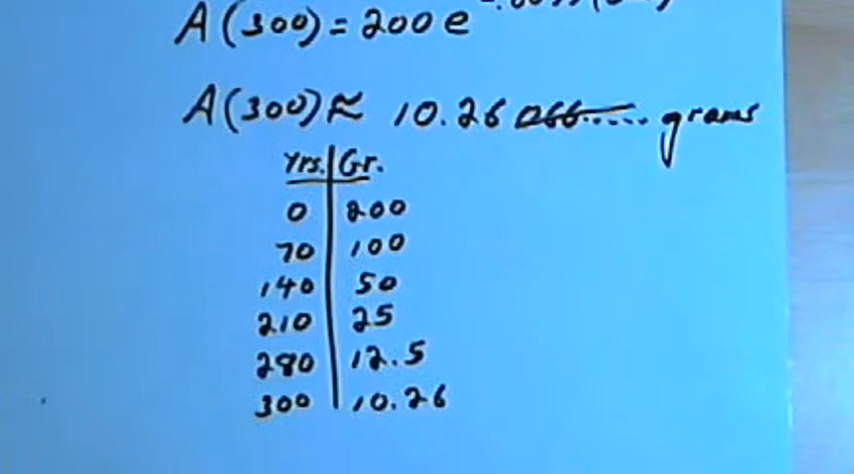 A(300) = 200 e
A(300) ≈ 10.26 grams
Yrs. Gr.
0 200
70 100
140 50
210 25
280 12.5
300 10.26